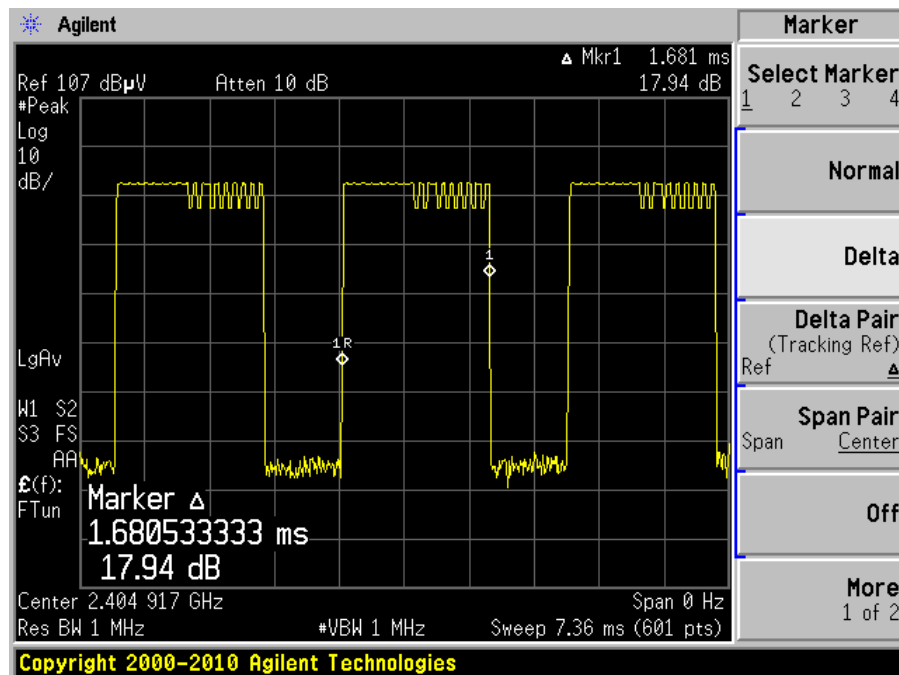 Agilent
Marker
Δ Mkr1 1.681 ms
Ref 107 dBµV Atten 10 dB 17.94 dB
#Peak
Log
10
dB/
1
1R
LgAv
W1 S2
S3 FS
AA
£(f):
FTun
Marker Δ
1.680533333 ms
17.94 dB
Center 2.404 917 GHz Span 0 Hz
Res BW 1 MHz #VBW 1 MHz Sweep 7.36 ms (601 pts)
Copyright 2000-2010 Agilent Technologies
Select Marker
1 2 3 4
Normal
Delta
Delta Pair
(Tracking Ref)
Ref Δ
Span Pair
Span Center
Off
More
1 of 2